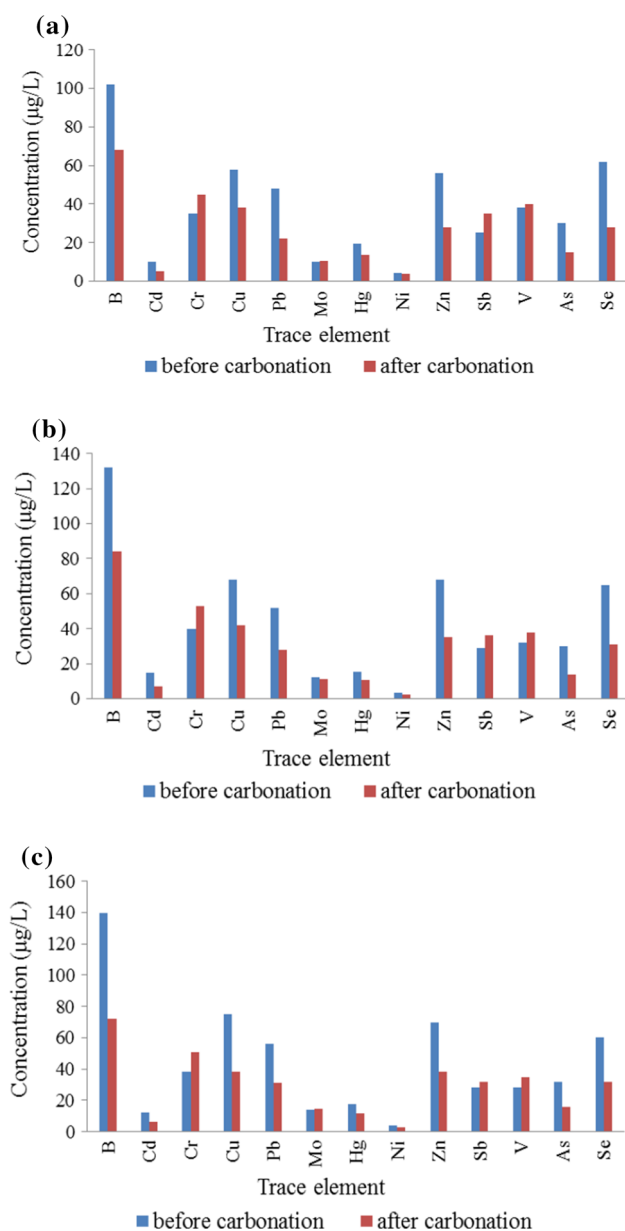 (a)
Concentration (µg/L)
120
100
80
60
40
20
0
B Cd Cr Cu Pb Mo Hg Ni Zn Sb V As Se
Trace element
before carbonation after carbonation
(b)
Concentration (µg/L)
140
120
100
80
60
40
20
0
B Cd Cr Cu Pb Mo Hg Ni Zn Sb V As Se
Trace element
before carbonation after carbonation
(c)
Concentration (µg/L)
160
140
120
100
80
60
40
20
0
B Cd Cr Cu Pb Mo Hg Ni Zn Sb V As Se
Trace element
before carbonation after carbonation